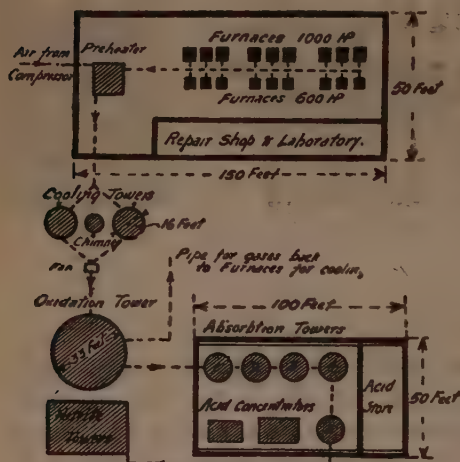 Furnaces 1000 HP
Air from
Preheater
Compressor
Furnaces 600 HP
50 Feet
Repair Shop & Laboratory.
150 Feet
Cooling Towers
16 Feet
Chimney
Fan
Pipe for gases back
to Furnaces for cooling
Oxidation Tower
100 Feet
Absorbtion Towers
33 Feet
Acid
Store
50 Feet
Acid Concentrators
Towers